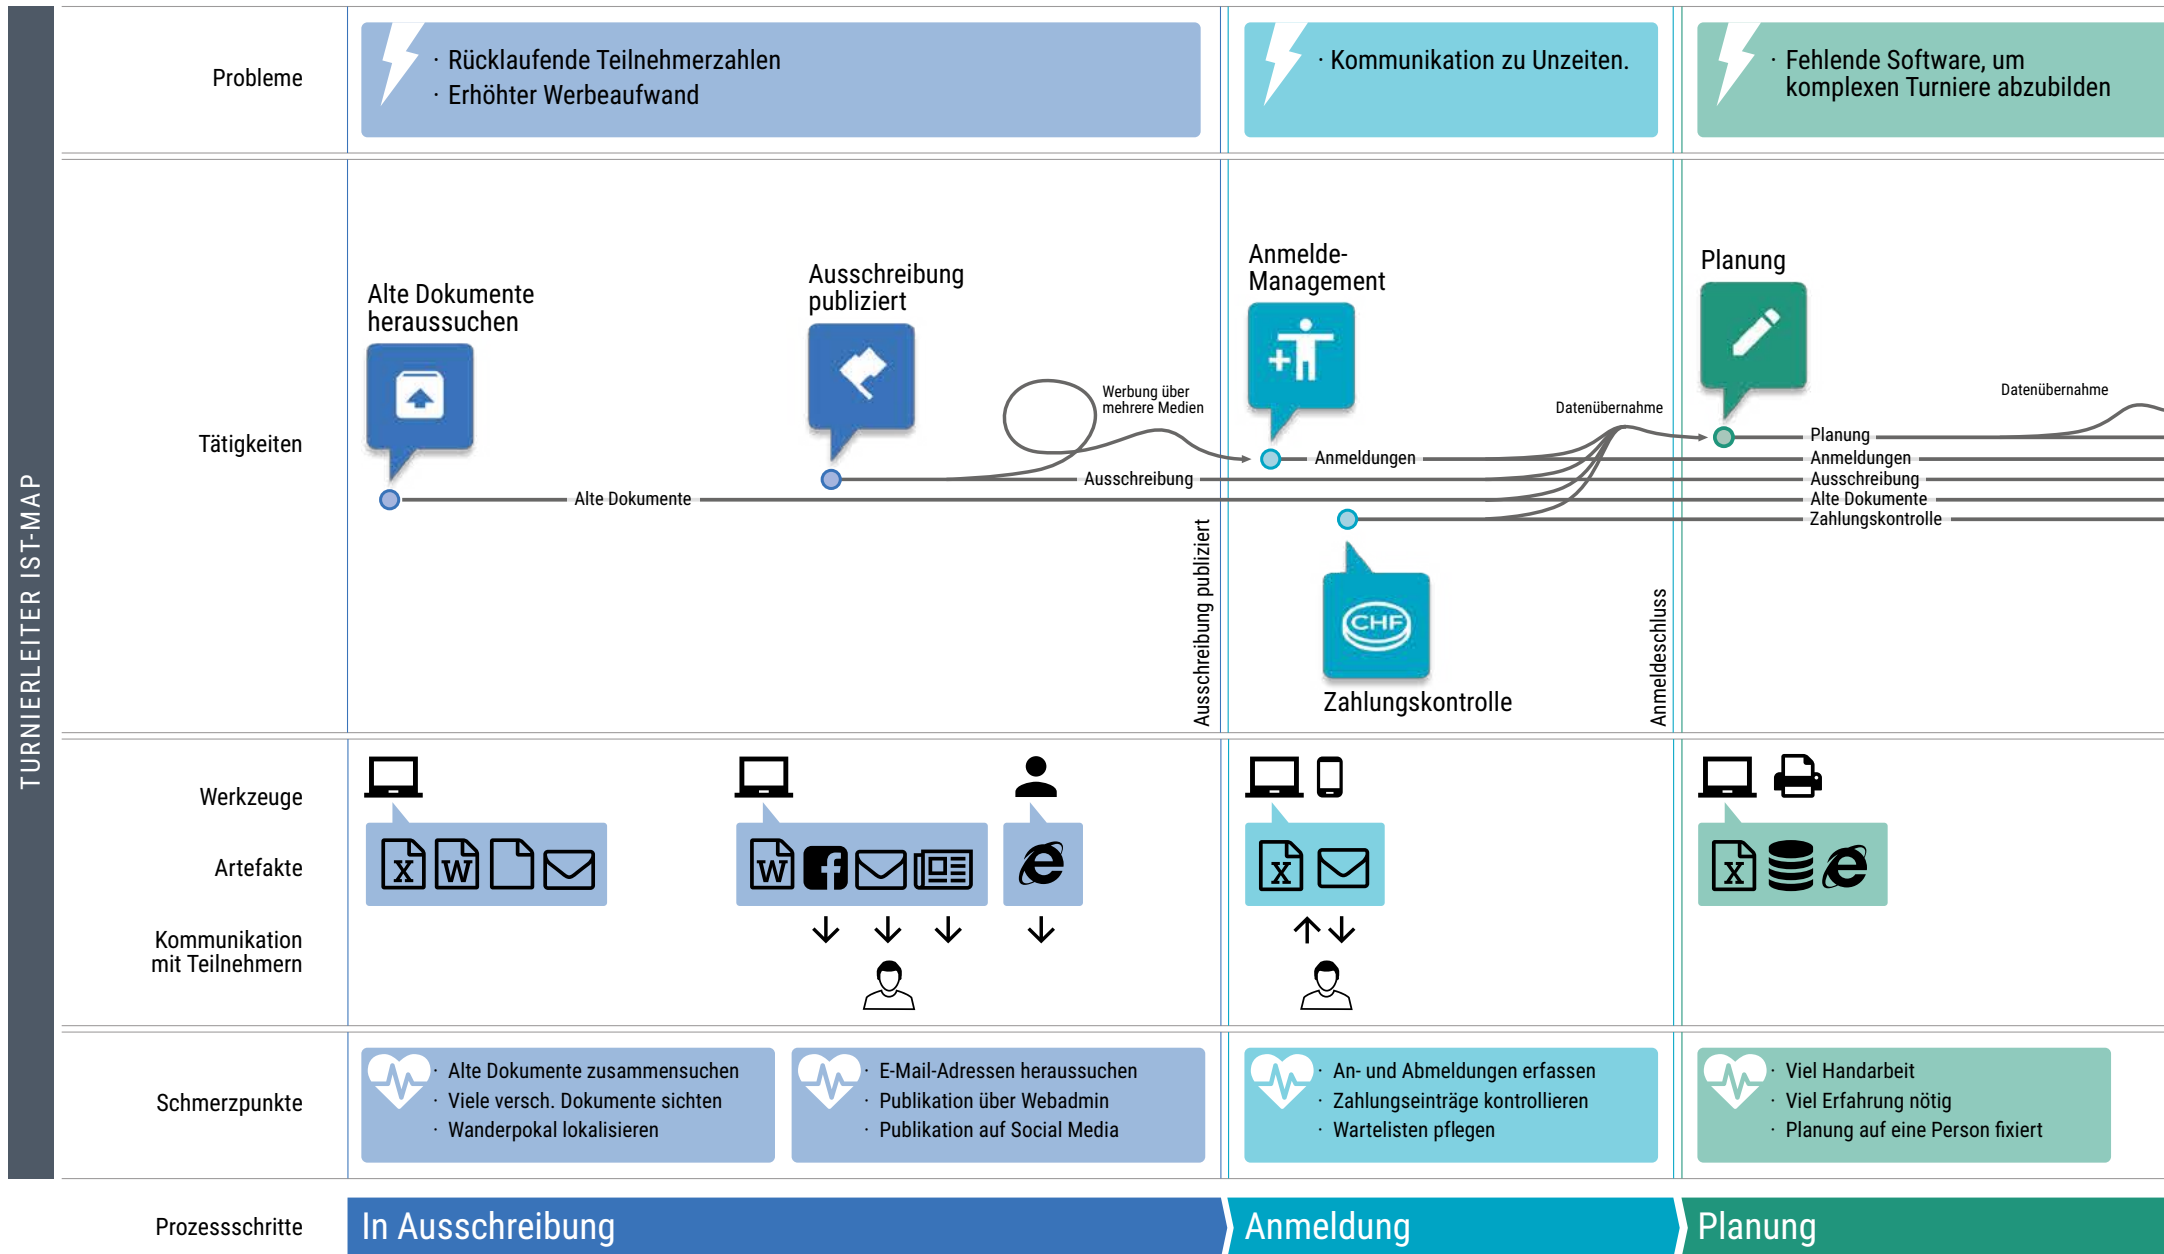 TURNIERLEITER IST-MAP
Probleme
· Rücklaufende Teilnehmerzahlen
· Erhöhter Werbeaufwand
· Kommunikation zu Unzeiten.
· Fehlende Software, um
komplexen Turniere abzubilden
Tätigkeiten
Alte Dokumente
heraussuchen
Ausschreibung
publiziert
Anmelde-
Management
Planung
Werbung über
mehrere Medien
Datenübernahme
Datenübernahme
Alte Dokumente
Ausschreibung
Anmeldungen
Planung
Anmeldungen
Ausschreibung
Alte Dokumente
Zahlungskontrolle
CHF
Zahlungskontrolle
Ausschreibung publiziert
Anmeldeschluss
Werkzeuge
Artefakte
X
W
W
f
e
X
X
e
Kommunikation
mit Teilnehmern
Schmerzpunkte
· Alte Dokumente zusammensuchen
· Viele versch. Dokumente sichten
· Wanderpokal lokalisieren
· E-Mail-Adressen heraussuchen
· Publikation über Webadmin
· Publikation auf Social Media
· An- und Abmeldungen erfassen
· Zahlungseinträge kontrollieren
· Wartelisten pflegen
· Viel Handarbeit
· Viel Erfahrung nötig
· Planung auf eine Person fixiert
Prozessschritte
In Ausschreibung
Anmeldung
Planung